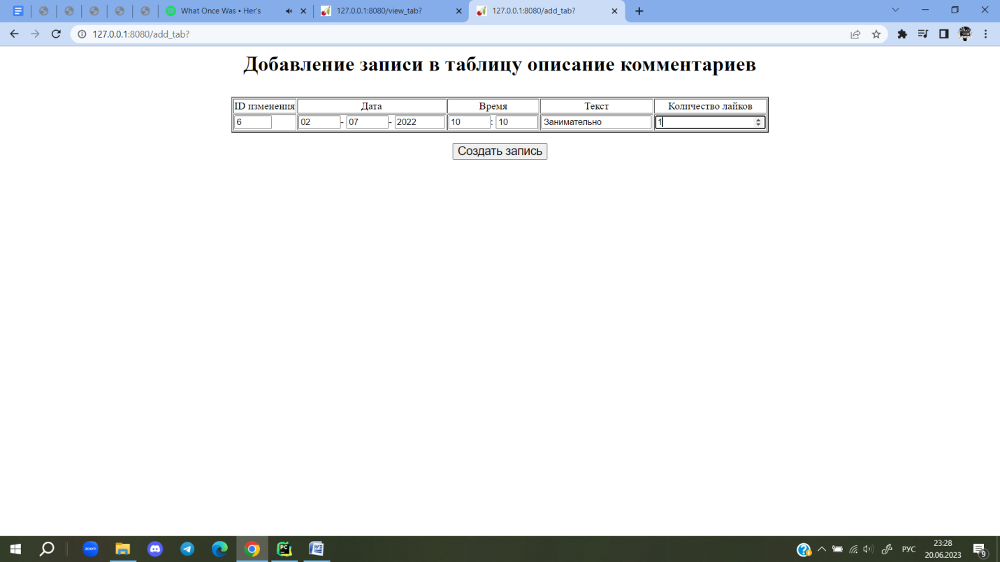 What Once Was • Her's
127.0.0.1:8080/view_tab?
127.0.0.1:8080/add_tab?
127.0.0.1:8080/add_tab?
Добавление записи в таблицу описание комментариев
ID изменения Дата Время Текст Количество лайков
6 02 - 07 - 2022 10 : 10 Занимательно 1
Создать запись
zoom PC W РУС 23:28
20.06.2023 9